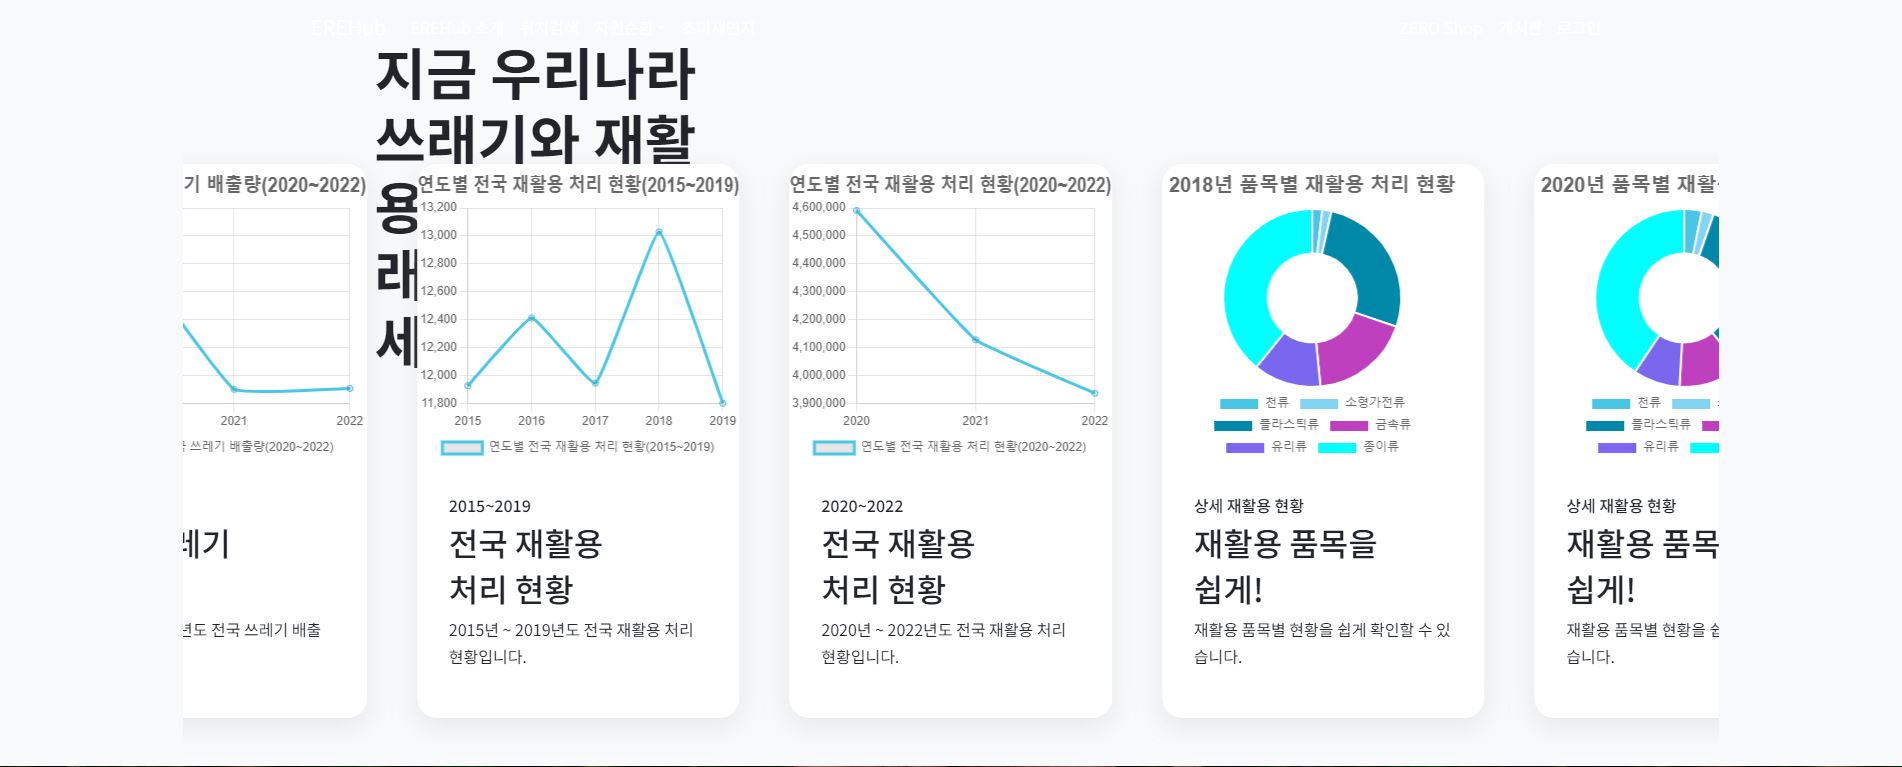 EREHub EREHub 소개 위치검색 자원순환 초미세먼지 ZERO Shop 게시판 로그인
지금 우리나라
쓰래기와 재활
용
래
세
기 배출량(2020~2022)
2021 2022
쓰레기 배출량(2020~2022)
레기
년도 전국 쓰레기 배출
연도별 전국 재활용 처리 현황(2015~2019)
13,200
13,000
12,800
12,600
12,400
12,200
12,000
11,800
2015 2016 2017 2018 2019
연도별 전국 재활용 처리 현황(2015~2019)
2015~2019
전국 재활용
처리 현황
2015년 ~ 2019년도 전국 재활용 처리
현황입니다.
연도별 전국 재활용 처리 현황(2020~2022)
4,600,000
4,500,000
4,400,000
4,300,000
4,200,000
4,100,000
4,000,000
3,900,000
2020 2021 2022
연도별 전국 재활용 처리 현황(2020~2022)
2020~2022
전국 재활용
처리 현황
2020년 ~ 2022년도 전국 재활용 처리
현황입니다.
2018년 품목별 재활용 처리 현황
천류 소형가전류
플라스틱류 금속류
유리류 종이류
상세 재활용 현황
재활용 품목을
쉽게!
재활용 품목별 현황을 쉽게 확인할 수 있
습니다.
2020년 품목별 재활
천류
플라스틱류
유리류
상세 재활용 현황
재활용 품목
쉽게!
재활용 품목별 현황을 쉽
습니다.